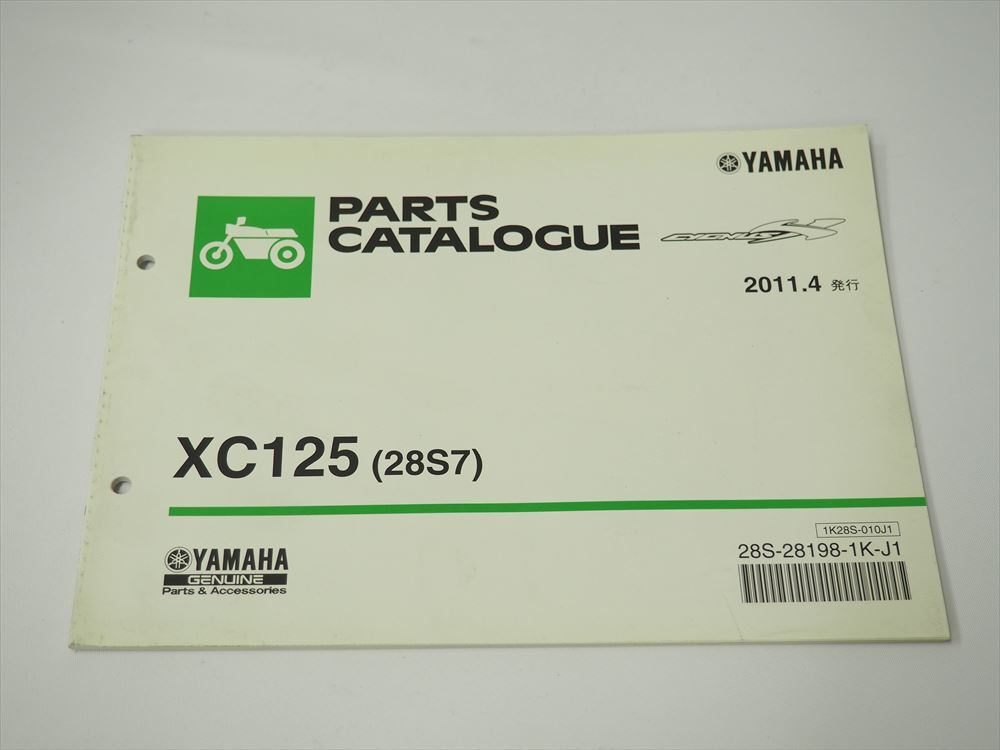 YAMAHA
PARTS
CATALOGUE
CYGNUS X
2011.4 発行
XC125 (28S7)
1K28S-010J1
28S-28198-1K-J1
YAMAHA
GENUINE
Parts & Accessories